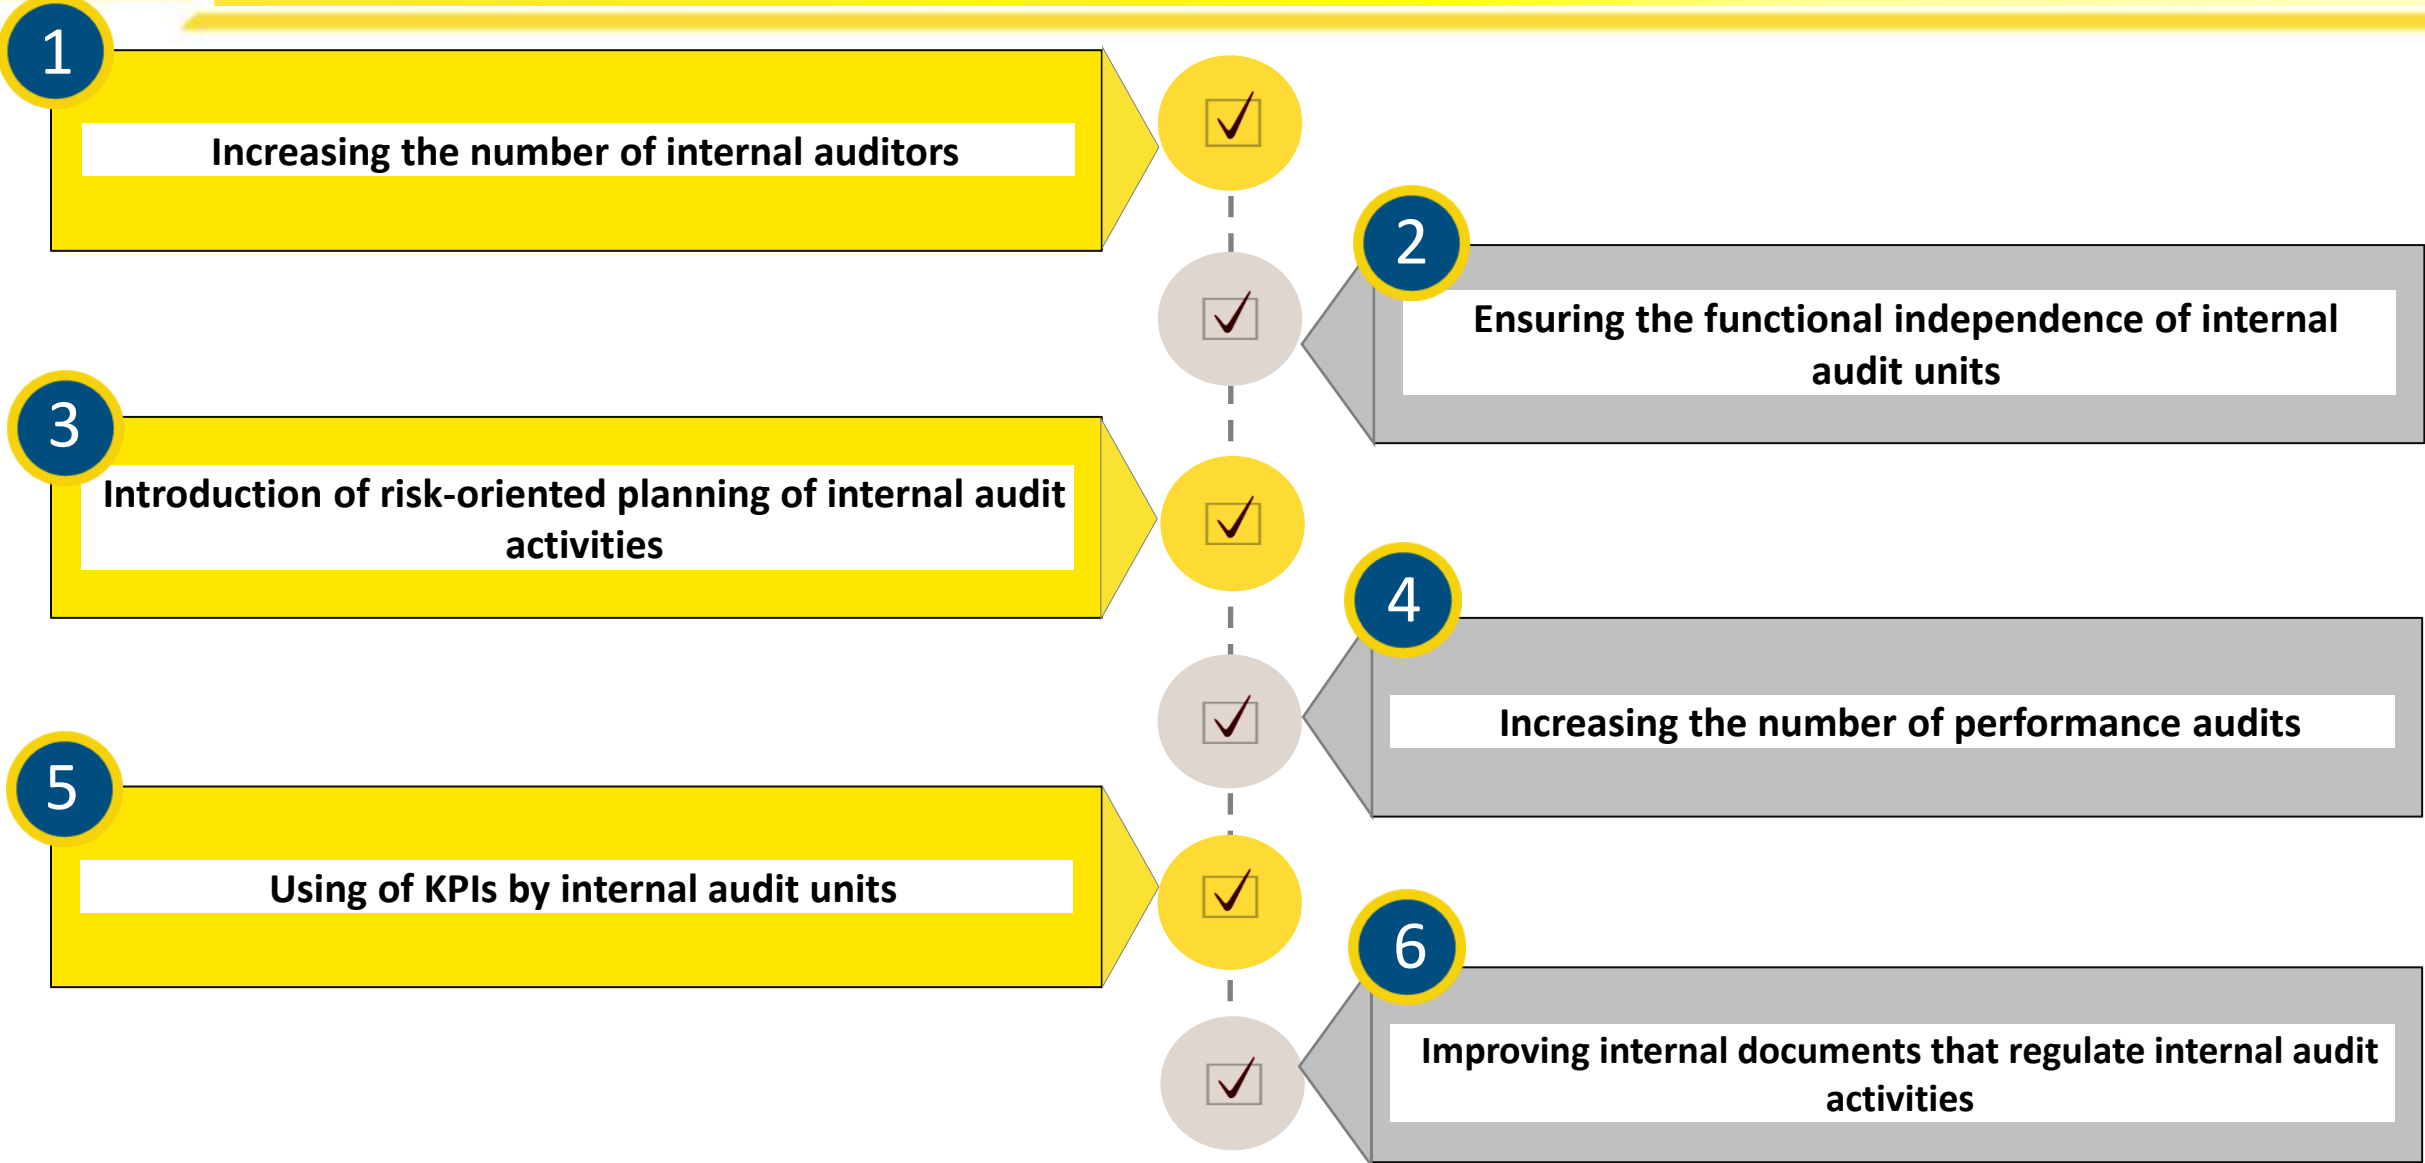 1
Increasing the number of internal auditors
2
Ensuring the functional independence of internal
audit units
3
Introduction of risk-oriented planning of internal audit
activities
4
Increasing the number of performance audits
5
Using of KPIs by internal audit units
6
Improving internal documents that regulate internal audit
activities